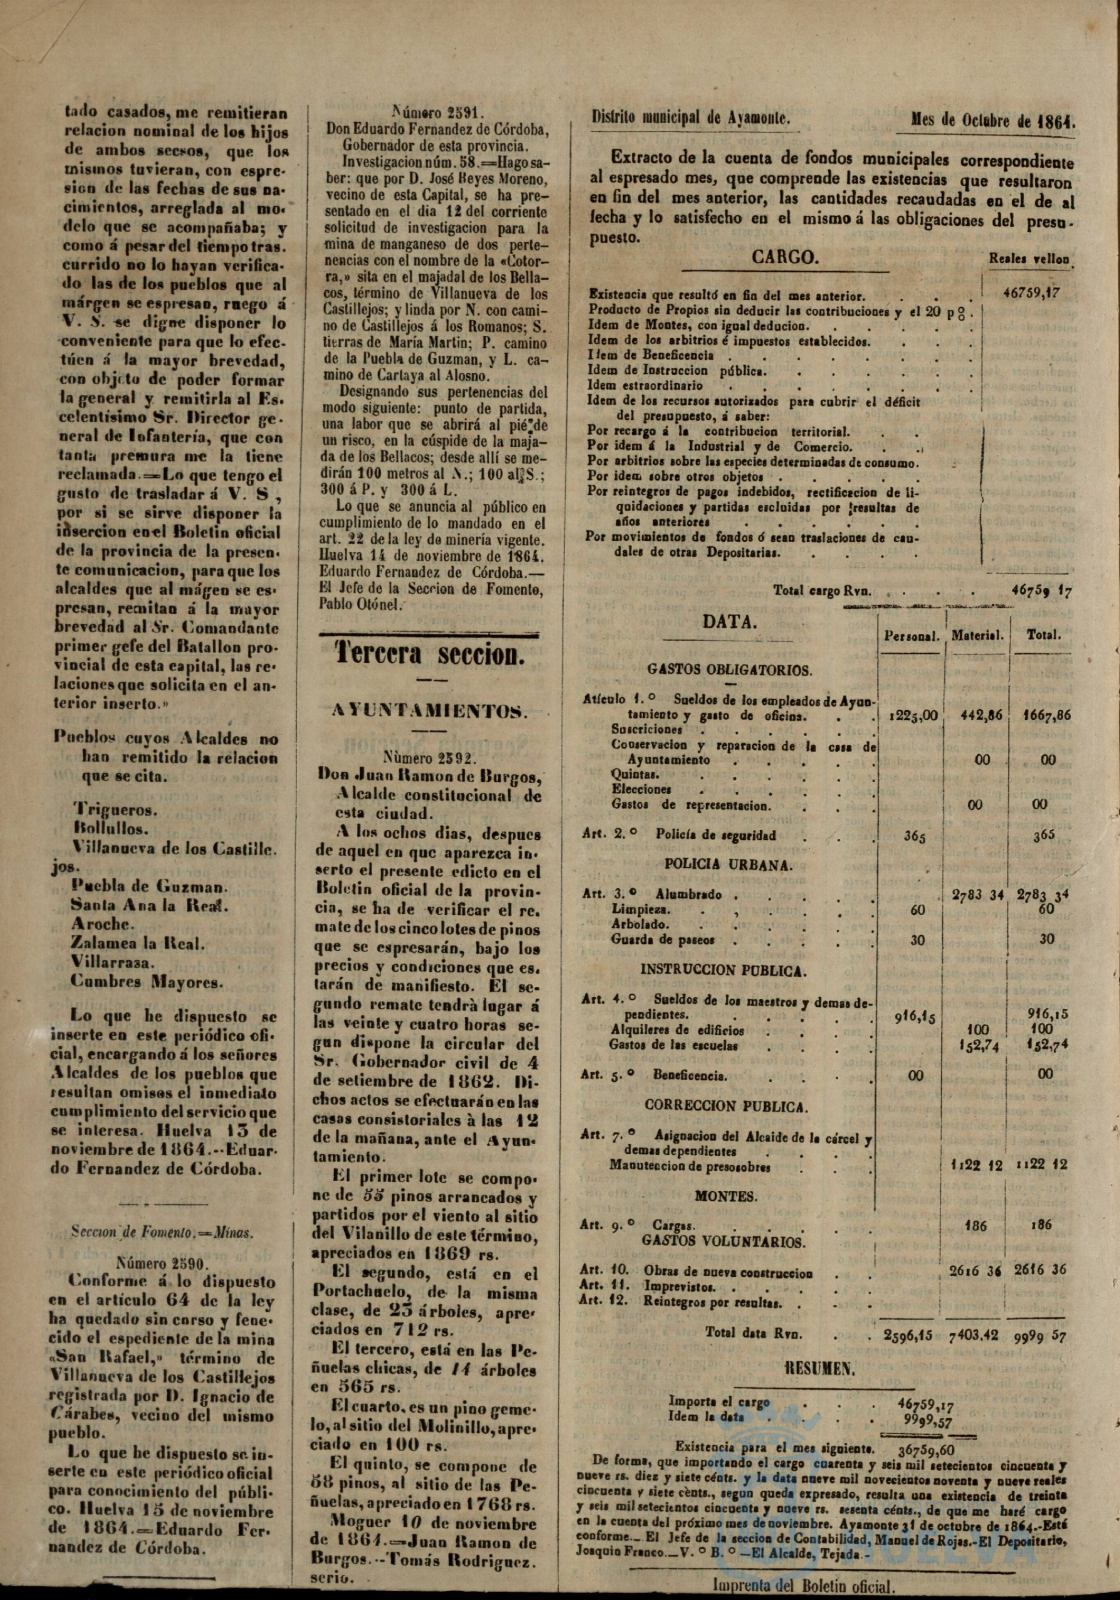 tado casados, me remitieran
relacion nominal de los hijos
de ambos secsos, que los
mismos tuvieran, con espre-
sion de las fechas de sus na-
cimientos, arreglada al mo-
delo que se acompañaba; y
como á pesar del tiempo tras.
currido no lo hayan verifica-
do las de los pueblos que al
márgen se espresan, ruego á
V. S. se digne disponer lo
conveniente para que lo efec-
túen á la mayor brevedad,
con objeto de poder formar
la general y remitirla al Es-
celentísimo Sr. Director ge-
neral de Infantería, que con
tanta premura me la tiene
reclamada.=Lo que tengo el
gusto de trasladar á V. S,
por si se sirve disponer la
insercion en el Boletin oficial
de la provincia de la presen-
te comunicacion, para que los
alcaldes que al mágen se es-
presan, remitan á la mayor
brevedad al Sr. Comandante
primer gefe del Batallon pro-
vincial de esta capital, las re-
laciones que solicita en el an-
terior inserto.»
Pueblos cuyos Alcaldes no
han remitido la relacion
que se cita.
Trigueros.
Bollullos.
Villanueva de los Castille-
jos.
Puebla de Guzman.
Santa Ana la Real.
Aroche.
Zalamea la Real.
Villarrasa.
Cumbres Mayores.
Lo que he dispuesto se
inserte en este periódico ofi-
cial, encargando á los señores
Alcaldes de los pueblos que
resultan omises el inmediato
cumplimiento del servicio que
se interesa. Huelva 13 de
noviembre de 1864.--Eduar-
do Fernandez de Córdoba.
Seccion de Fomento.=Minas.
Número 2590.
Conforme á lo dispuesto
en el artículo 64 de la ley
ha quedado sin curso y fene-
cido el espediente de la mina
«San Rafael,» término de
Villanueva de los Castillejos
registrada por D. Ignacio de
Cárabes, vecino del mismo
pueblo.
Lo que he dispuesto se in-
serte en este periódico oficial
para conocimiento del públi-
co. Huelva 15 de noviembre
de 1864.=Eduardo Fer-
nandez de Córdoba.
Número 2591.
Don Eduardo Fernandez de Córdoba,
Gobernador de esta provincia.
Investigacion núm. 58.=Hago sa-
ber: que por D. José Reyes Moreno,
vecino de esta Capital, se ha pre-
sentado en el dia 12 del corriente
solicitud de investigacion para la
mina de manganeso de dos perte-
nencias con el nombre de la «Cotor-
ra,» sita en el majadal de los Bella-
cos, término de Villanueva de los
Castillejos; y linda por N. con cami-
no de Castillejos á los Romanos; S.
tierras de María Martin; P. camino
de la Puebla de Guzman, y L. ca-
mino de Cartaya al Alosno.
Designando sus pertenencias del
modo siguiente: punto de partida,
una labor que se abrirá al pié de
un risco, en la cúspide de la maja-
da de los Bellacos; desde allí se me-
dirán 100 metros al N.; 100 al S.;
300 á P. y 300 á L.
Lo que se anuncia al público en
cumplimiento de lo mandado en el
art. 22 de la ley de minería vigente.
Huelva 14 de noviembre de 1864.
Eduardo Fernandez de Córdoba.—
El Jefe de la Seccion de Fomento,
Pablo Otónel.
Tercera seccion.
AYUNTAMIENTOS.
Número 2592.
Don Juan Ramon de Burgos,
Alcalde constitucional de
esta ciudad.
A los ochos dias, despues
de aquel en que aparezca in-
serto el presente edicto en el
Boletin oficial de la provin-
cia, se ha de verificar el re-
mate de los cinco lotes de pinos
que se espresarán, bajo los
precios y condiciones que es-
tarán de manifiesto. El se-
gundo remate tendrà lugar á
las veinte y cuatro horas se-
gun dispone la circular del
Sr. Gobernador civil de 4
de setiembre de 1862. Di-
chos actos se efectuarán en las
casas consistoriales à las 12
de la mañana, ante el Ayun-
tamiento.
El primer lote se compo-
ne de 55 pinos arrancados y
partidos por el viento al sitio
del Vilanillo de este término,
apreciados en 1869 rs.
El segundo, está en el
Portachuelo, de la misma
clase, de 23 árboles, apre-
ciados en 712 rs.
El tercero, está en las Pe-
ñuelas chicas, de 14 árboles
en 565 rs.
El cuarto, es un pino geme-
lo, al sitio del Molinillo, apre-
ciado en 100 rs.
El quinto, se compone de
58 pinos, al sitio de las Pe-
ñuelas, apreciado en 1768 rs.
Moguer 10 de noviembre
de 1864.=Juan Ramon de
Burgos.--Tomás Rodriguez.
serio.
Distrito municipal de Ayamonte. Mes de Octubre de 1864.
Extracto de la cuenta de fondos municipales correspondiente
al espresado mes, que comprende las existencias que resultaron
en fin del mes anterior, las cantidades recaudadas en el de al
fecha y lo satisfecho en el mismo á las obligaciones del presu-
puesto.
CARGO. Reales vellon
Existencia que resultó en fin del mes anterior. . . . 46759,17
Producto de Propios sin deducir las contribuciones y el 20 p%.
Idem de Montes, con igual deducion. . . . . .
Idem de los arbitrios é impuestos establecidos. . . .
Idem de Beneficencia . . . . . . . .
Idem de Instruccion pública. . . . . . .
Idem estraordinario . . . . . . . .
Idem de los recursos autorizados para cubrir el déficit
del presupuesto, á saber:
Por recargo á la contribucion territorial. . .
Por idem á la Industrial y de Comercio. . .
Por arbitrios sobre las especies determinadas de consumo.
Por idem sobre otros objetos . . . . .
Por reintegros de pagos indebidos, rectificacion de li-
quidaciones y partidas escluidas por resultas de
años anteriores . . . . . .
Por movimientos de fondos ó sean traslaciones de cau-
dales de otras Depositarias. . . . .
Total cargo Rvn. . . . . 46759 17
DATA. Personal. Material. Total.
GASTOS OBLIGATORIOS.
Atículo 1.º Sueldos de los empleados de Ayun-
tamiento y gasto de oficina. . . 1225,00 442,86 1667,86
Suscriciones . . . . . .
Conservacion y reparacion de la casa de
Ayuntamiento . . . . 00 00
Quintas. . . . . .
Elecciones . . . . .
Gastos de representacion. . . . 00 00
Art. 2.º Policía de seguridad . . . 365 365
POLICIA URBANA.
Art. 3.º Alumbrado . . . . . 2783 34 2783 34
Limpieza. . . . . . 60 60
Arbolado. . . . . .
Guarda de paseos . . . . 30 30
INSTRUCCION PUBLICA.
Art. 4.º Sueldos de los maestros y demas de-
pendientes. . . . . . 916,15 916,15
Alquileres de edificios . . . 100 100
Gastos de las escuelas . . . 152,74 152,74
Art. 5.º Beneficencia. . . . . 00 00
CORRECCION PUBLICA.
Art. 7.º Asignacion del Alcaide de la cárcel y
demas dependientes . . . .
Manuteccion de presosobres . . . 1122 12 1122 12
MONTES.
Art. 9.º Cargas. . . . . . 186 186
GASTOS VOLUNTARIOS.
Art. 10. Obras de nueva construccion . . 2616 36 2616 36
Art. 11. Imprevistos. . . . .
Art. 12. Reintegros por resultas. . . .
Total data Rvn. . . 2596,15 7403.42 9999 57
RESUMEN.
Importa el cargo . . . 46759,17
Idem la data . . . . 9999,57
Existencia para el mes siguiente. 36759,60
De forma, que importando el cargo cuarenta y seis mil setecientos cincuenta y
nueve rs. diez y siete cénts. y la data nueve mil novecientos noventa y nueve reales
cincuenta y siete cènts., segun queda expresado, resulta una existencia de treinta
y seis mil setecientos cincuenta y nueve rs. sesenta cénts., de que me haré cargo
en la cuenta del próximo mes de noviembre. Ayamonte 31 de octubre de 1864.-Está
conforme.— El Jefe de la seccion de Contabilidad, Manuel de Rojas.-El Depositario,
Joaquin Franco.—V.º B.º—El Alcalde, Tejada.-
Imprenta del Boletin oficial.